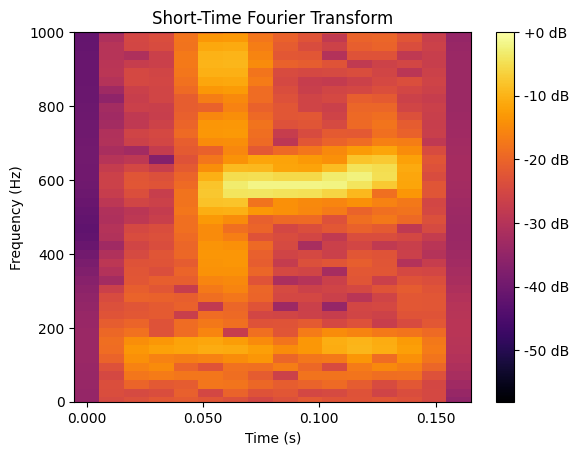 Short-Time Fourier Transform
1000
800
600
400
200
0
Frequency (Hz)
0.000
0.050
0.100
0.150
Time (s)
+0 dB
-10 dB
-20 dB
-30 dB
-40 dB
-50 dB